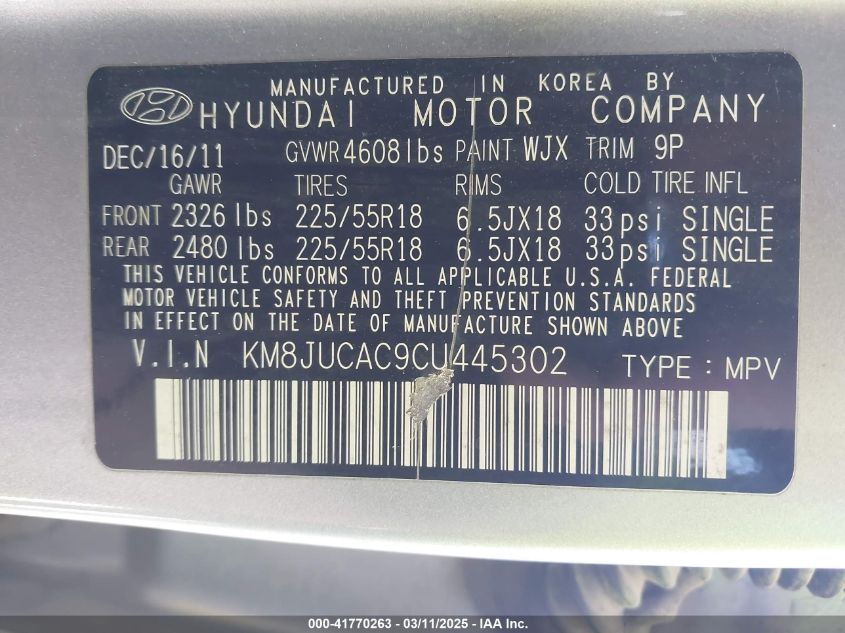 MANUFACTURED IN KOREA BY
HYUNDAI MOTOR COMPANY
DEC/16/11 GVWR 4608lbs PAINT WJX TRIM 9P
GAWR TIRES RIMS COLD TIRE INFL
FRONT 2326 lbs 225/55R18 6.5JX18 33psi SINGLE
REAR 2480 lbs 225/55R18 6.5JX18 33psi SINGLE
THIS VEHICLE CONFORMS TO ALL APPLICABLE U.S.A. FEDERAL
MOTOR VEHICLE SAFETY AND THEFT PREVENTION STANDARDS
IN EFFECT ON THE DATE OF MANUFACTURE SHOWN ABOVE
V.I.N KM8JUCAC9CU445302 TYPE : MPV
000-41770263 - 03/11/2025 - IAA Inc.